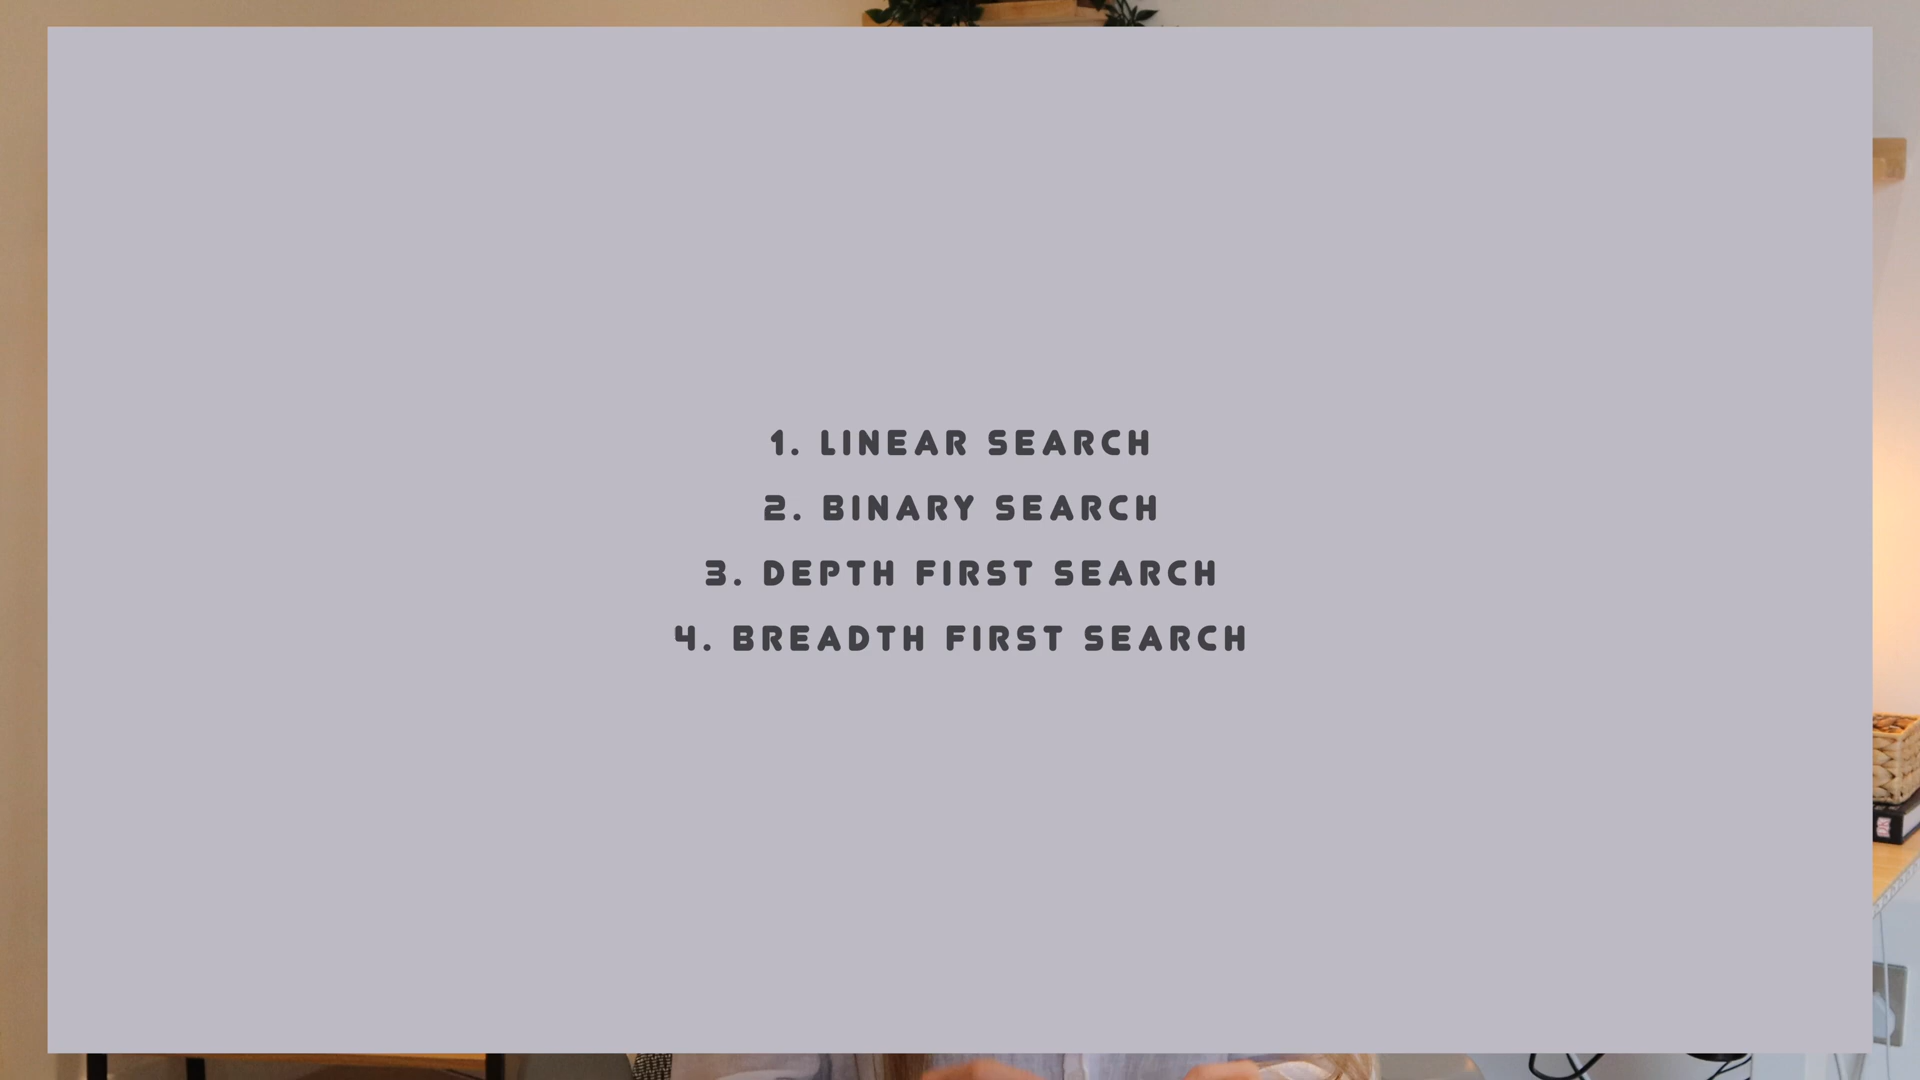 1. LINEAR SEARCH
2. BINARY SEARCH
3. DEPTH FIRST SEARCH
4. BREADTH FIRST SEARCH